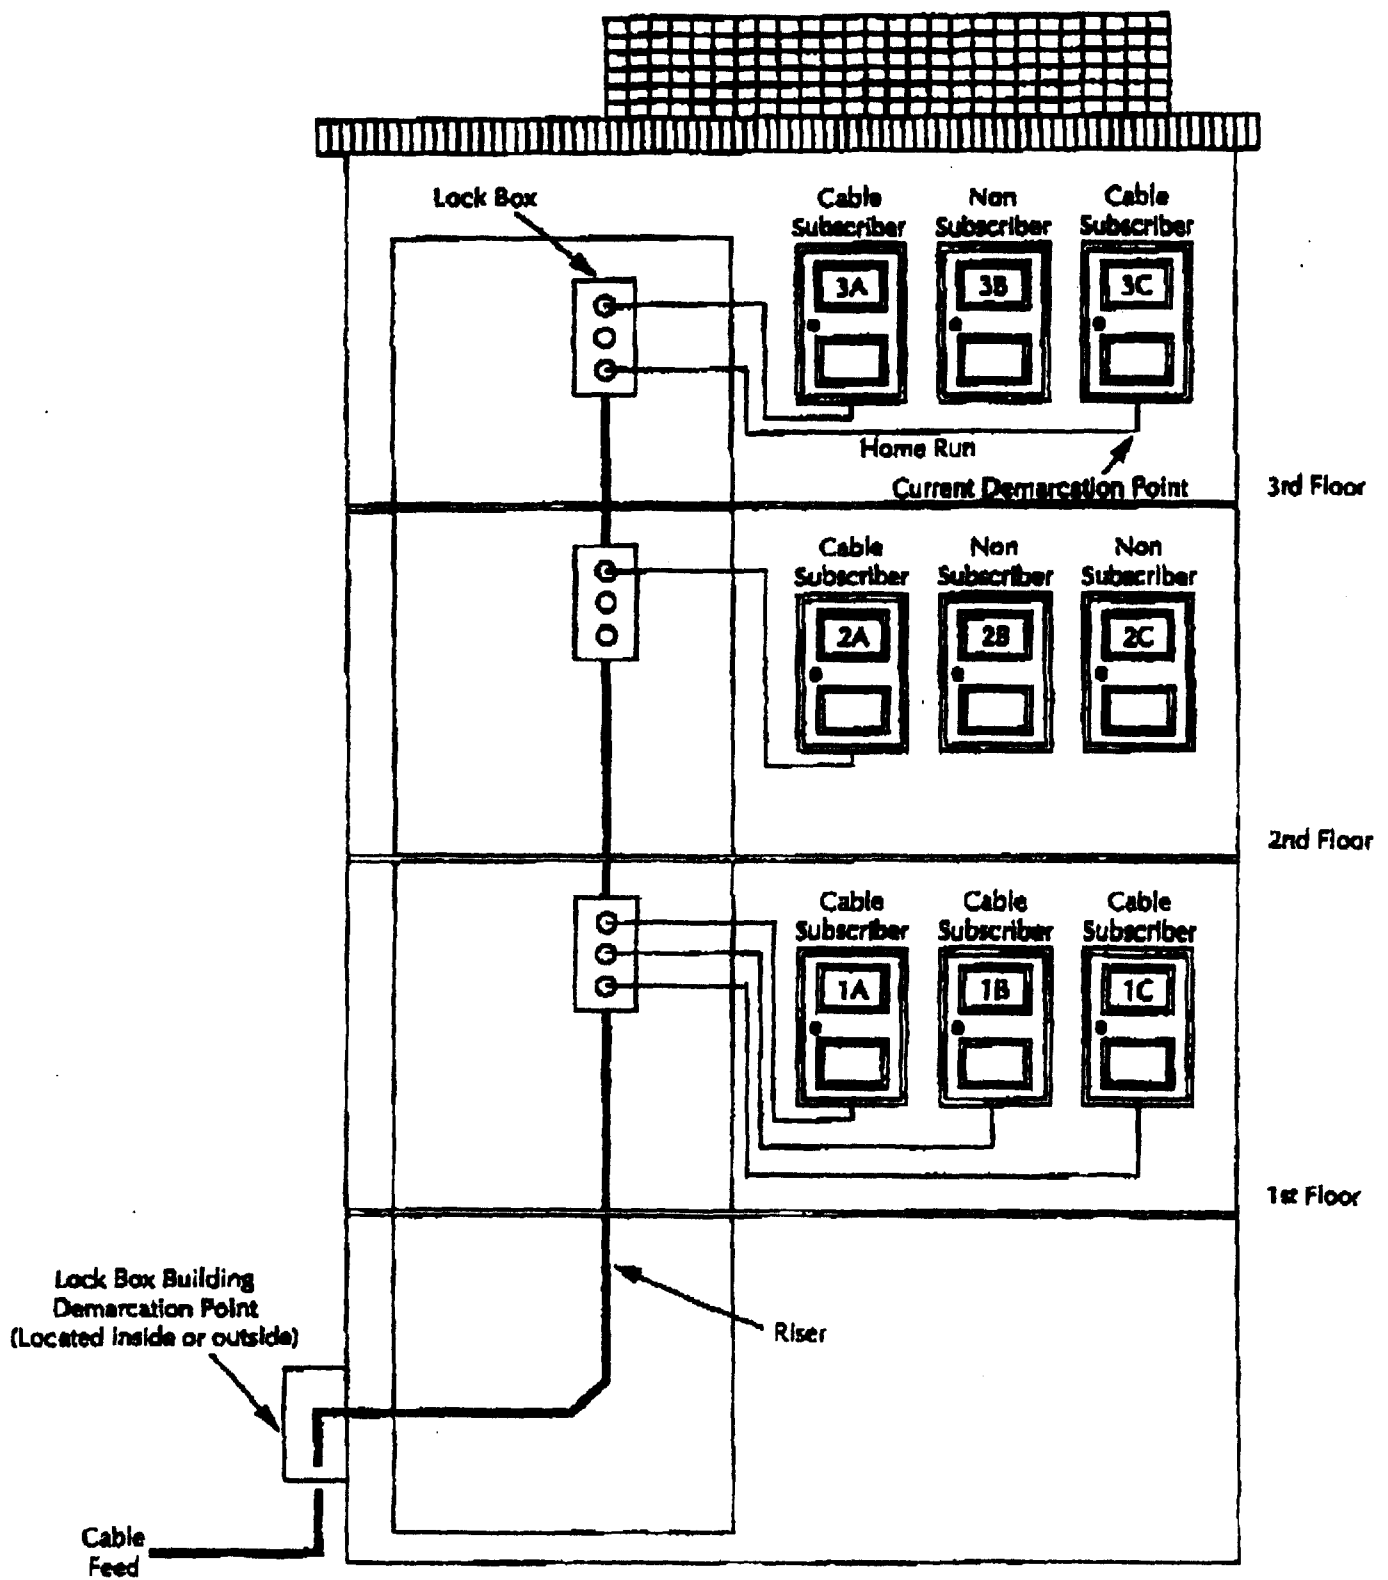 Lock Box
Cable
Subscriber
Non
Subscriber
Cable
Subscriber
3A
3B
3C
Home Run
Current Demarcation Point
3rd Floor
Cable
Subscriber
Non
Subscriber
Non
Subscriber
2A
2B
2C
2nd Floor
Cable
Subscriber
Cable
Subscriber
Cable
Subscriber
1A
1B
1C
1st Floor
Lock Box Building
Demarcation Point
(Located inside or outside)
Riser
Cable
Feed